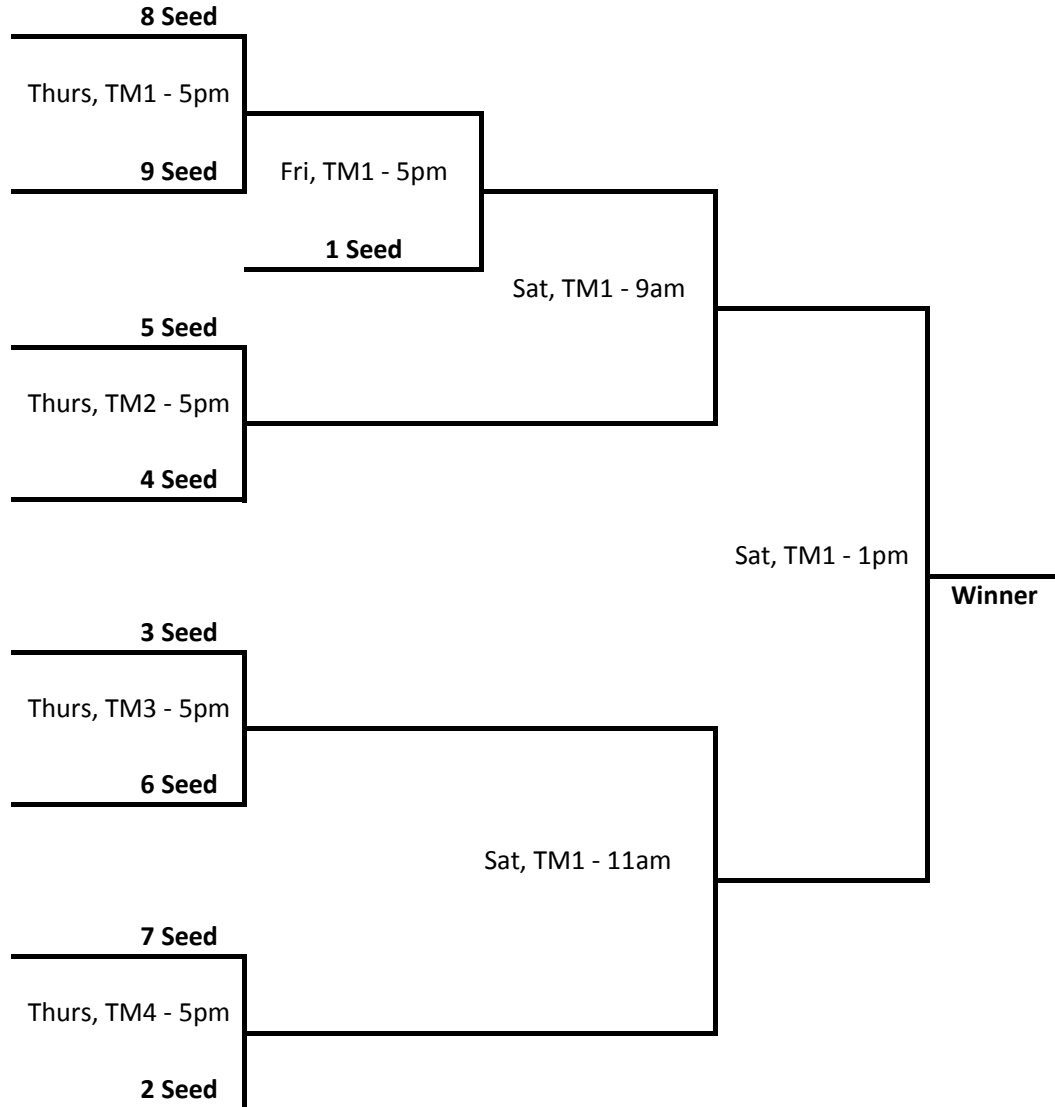 8 Seed
Thurs, TM1 - 5pm
9 Seed
Fri, TM1 - 5pm
1 Seed
Sat, TM1 - 9am
5 Seed
Thurs, TM2 - 5pm
4 Seed
Sat, TM1 - 1pm
Winner
3 Seed
Thurs, TM3 - 5pm
6 Seed
Sat, TM1 - 11am
7 Seed
Thurs, TM4 - 5pm
2 Seed